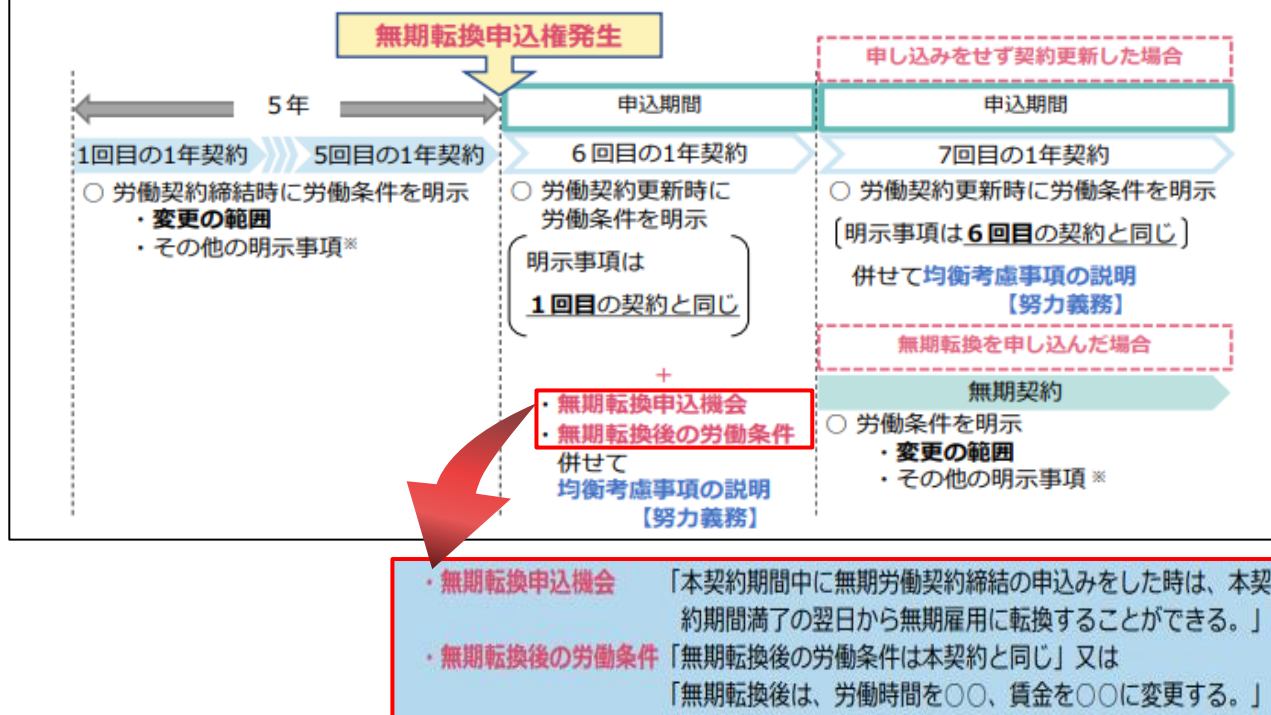 無期転換申込権発生
申し込みをせず契約更新した場合
5年
申込期間
申込期間
1回目の1年契約
5回目の1年契約
6回目の1年契約
7回目の1年契約
○ 労働契約締結時に労働条件を明示
・変更の範囲
・その他の明示事項※
○ 労働契約更新時に
労働条件を明示
明示事項は
1回目の契約と同じ
+
・無期転換申込機会
・無期転換後の労働条件
併せて
均衡考慮事項の説明
【努力義務】
○ 労働契約更新時に労働条件を明示
〔明示事項は6回目の契約と同じ〕
併せて均衡考慮事項の説明
【努力義務】
無期転換を申し込んだ場合
無期契約
○ 労働条件を明示
・変更の範囲
・その他の明示事項※
・無期転換申込機会 「本契約期間中に無期労働契約締結の申込みをした時は、本契
約期間満了の翌日から無期雇用に転換することができる。」
・無期転換後の労働条件「無期転換後の労働条件は本契約と同じ」又は
「無期転換後は、労働時間を○○、賃金を○○に変更する。」